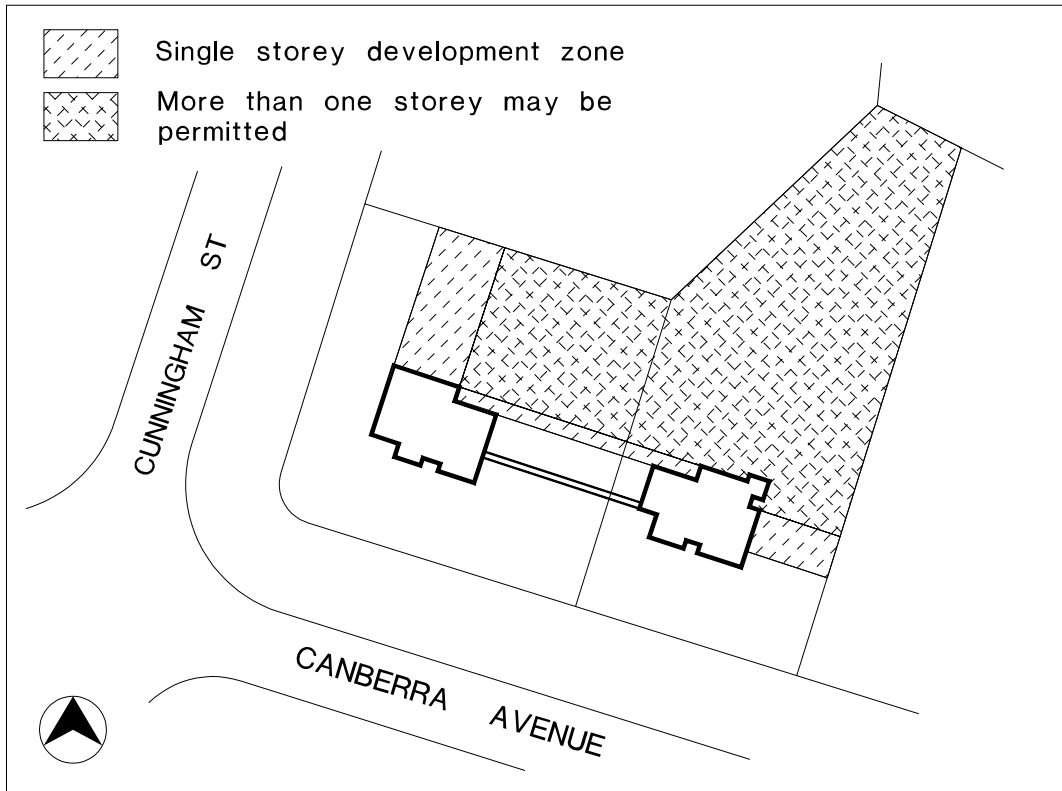 Single storey development zone
More than one storey may be
permitted
CUNNINGHAM ST
CANBERRA AVENUE